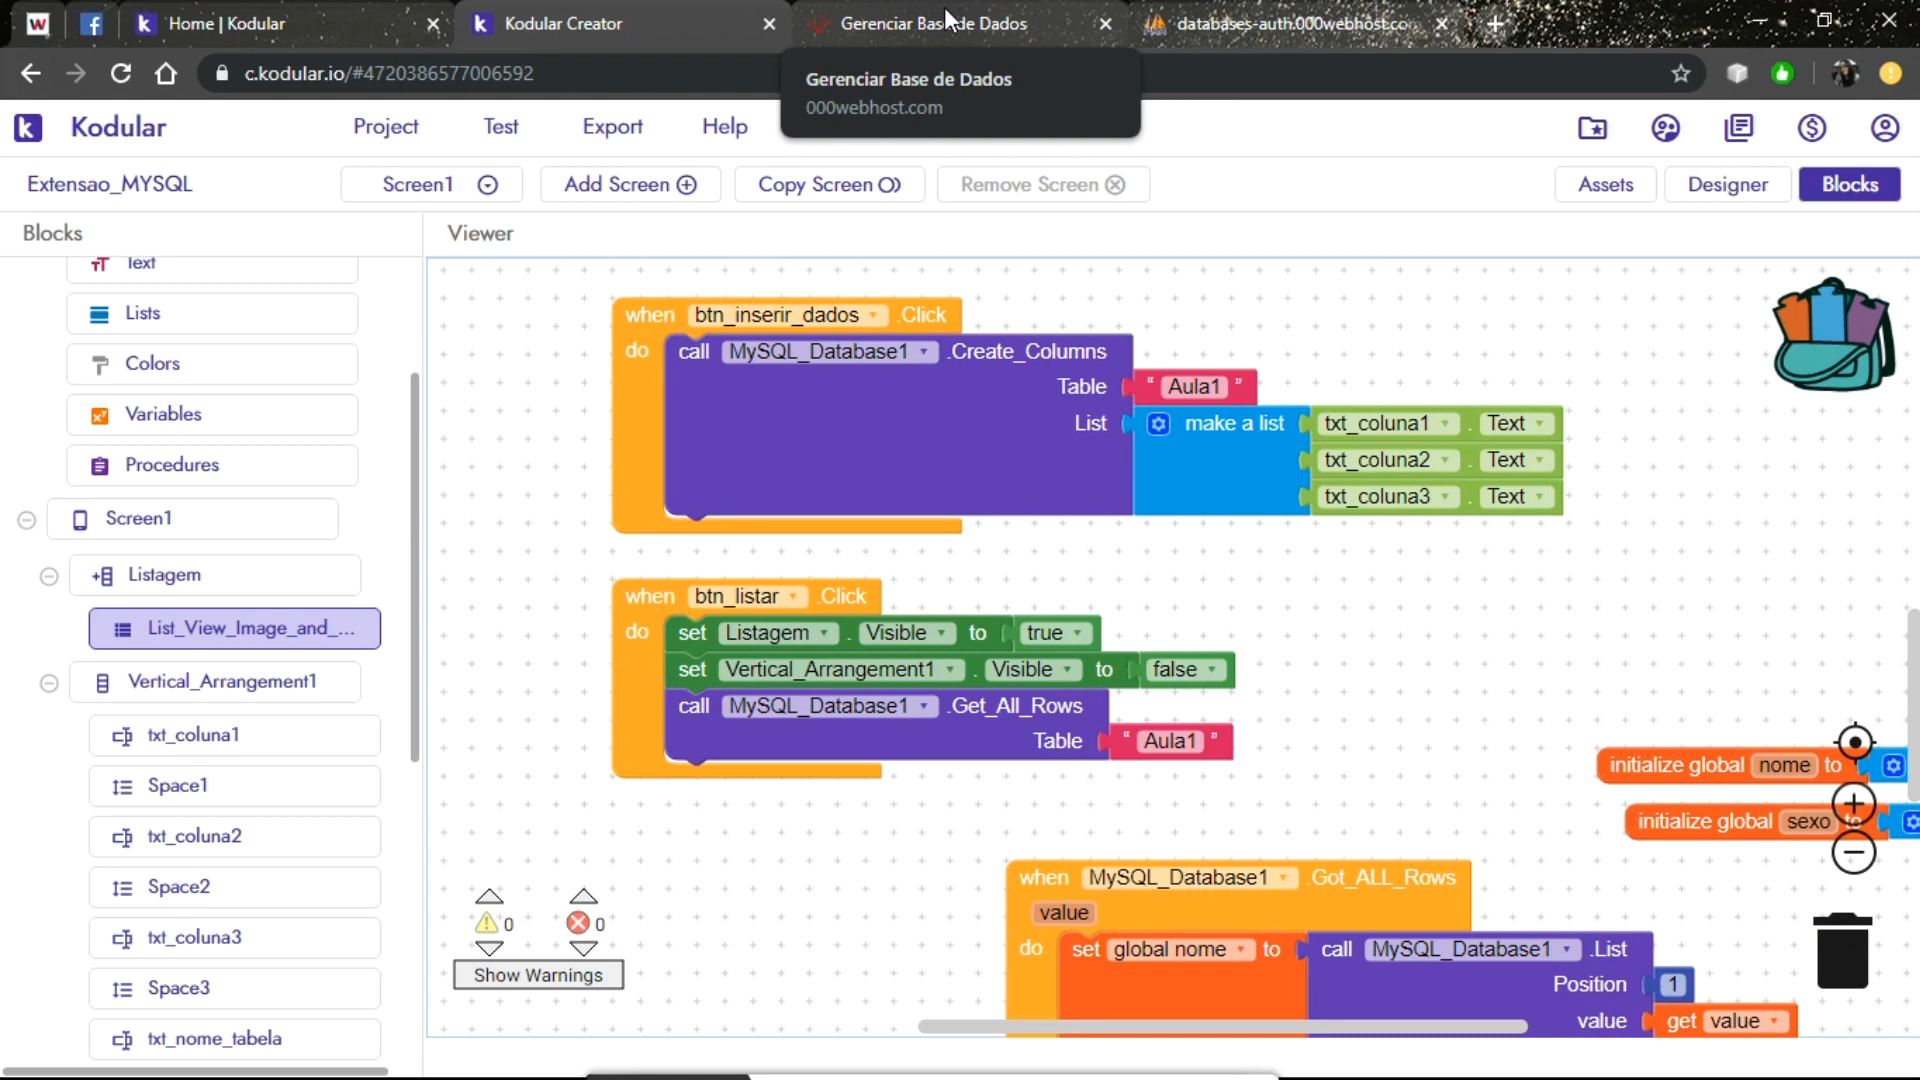 Home | Kodular
Kodular Creator
Gerenciar Base de Dados
databases-auth.000webhost.co
c.kodular.io/#4720386577006592
Gerenciar Base de Dados
000webhost.com
Kodular
Project
Test
Export
Help
Extensao_MYSQL
Screen1
Add Screen
Copy Screen
Remove Screen
Assets
Designer
Blocks
Blocks
Viewer
Text
Lists
Colors
Variables
Procedures
Screen1
Listagem
List_View_Image_and_...
Vertical_Arrangement1
txt_coluna1
Space1
txt_coluna2
Space2
txt_coluna3
Space3
txt_nome_tabela
when btn_inserir_dados .Click
do call MySQL_Database1 .Create_Columns
Table " Aula1 "
List make a list txt_coluna1 . Text
txt_coluna2 . Text
txt_coluna3 . Text
when btn_listar .Click
do set Listagem . Visible to true
set Vertical_Arrangement1 . Visible to false
call MySQL_Database1 .Get_All_Rows
Table " Aula1 "
initialize global nome to
initialize global sexo to
when MySQL_Database1 .Got_ALL_Rows
value
do set global nome to call MySQL_Database1 .List
Position 1
value get value
0 0
Show Warnings